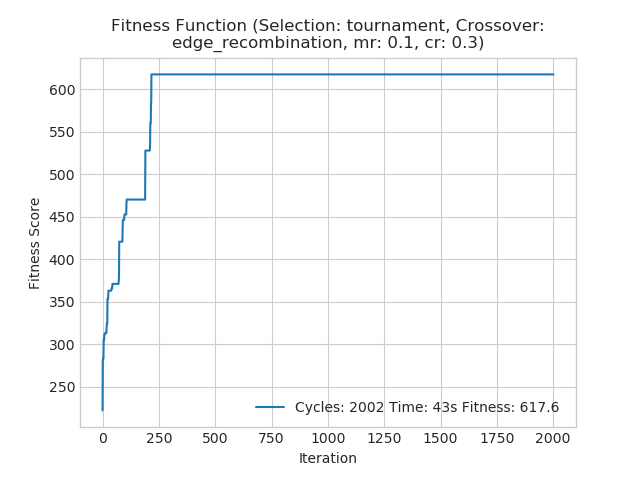 Fitness Function (Selection: tournament, Crossover:
edge_recombination, mr: 0.1, cr: 0.3)
Fitness Score
600
550
500
450
400
350
300
250
Cycles: 2002 Time: 43s Fitness: 617.6
0 250 500 750 1000 1250 1500 1750 2000
Iteration